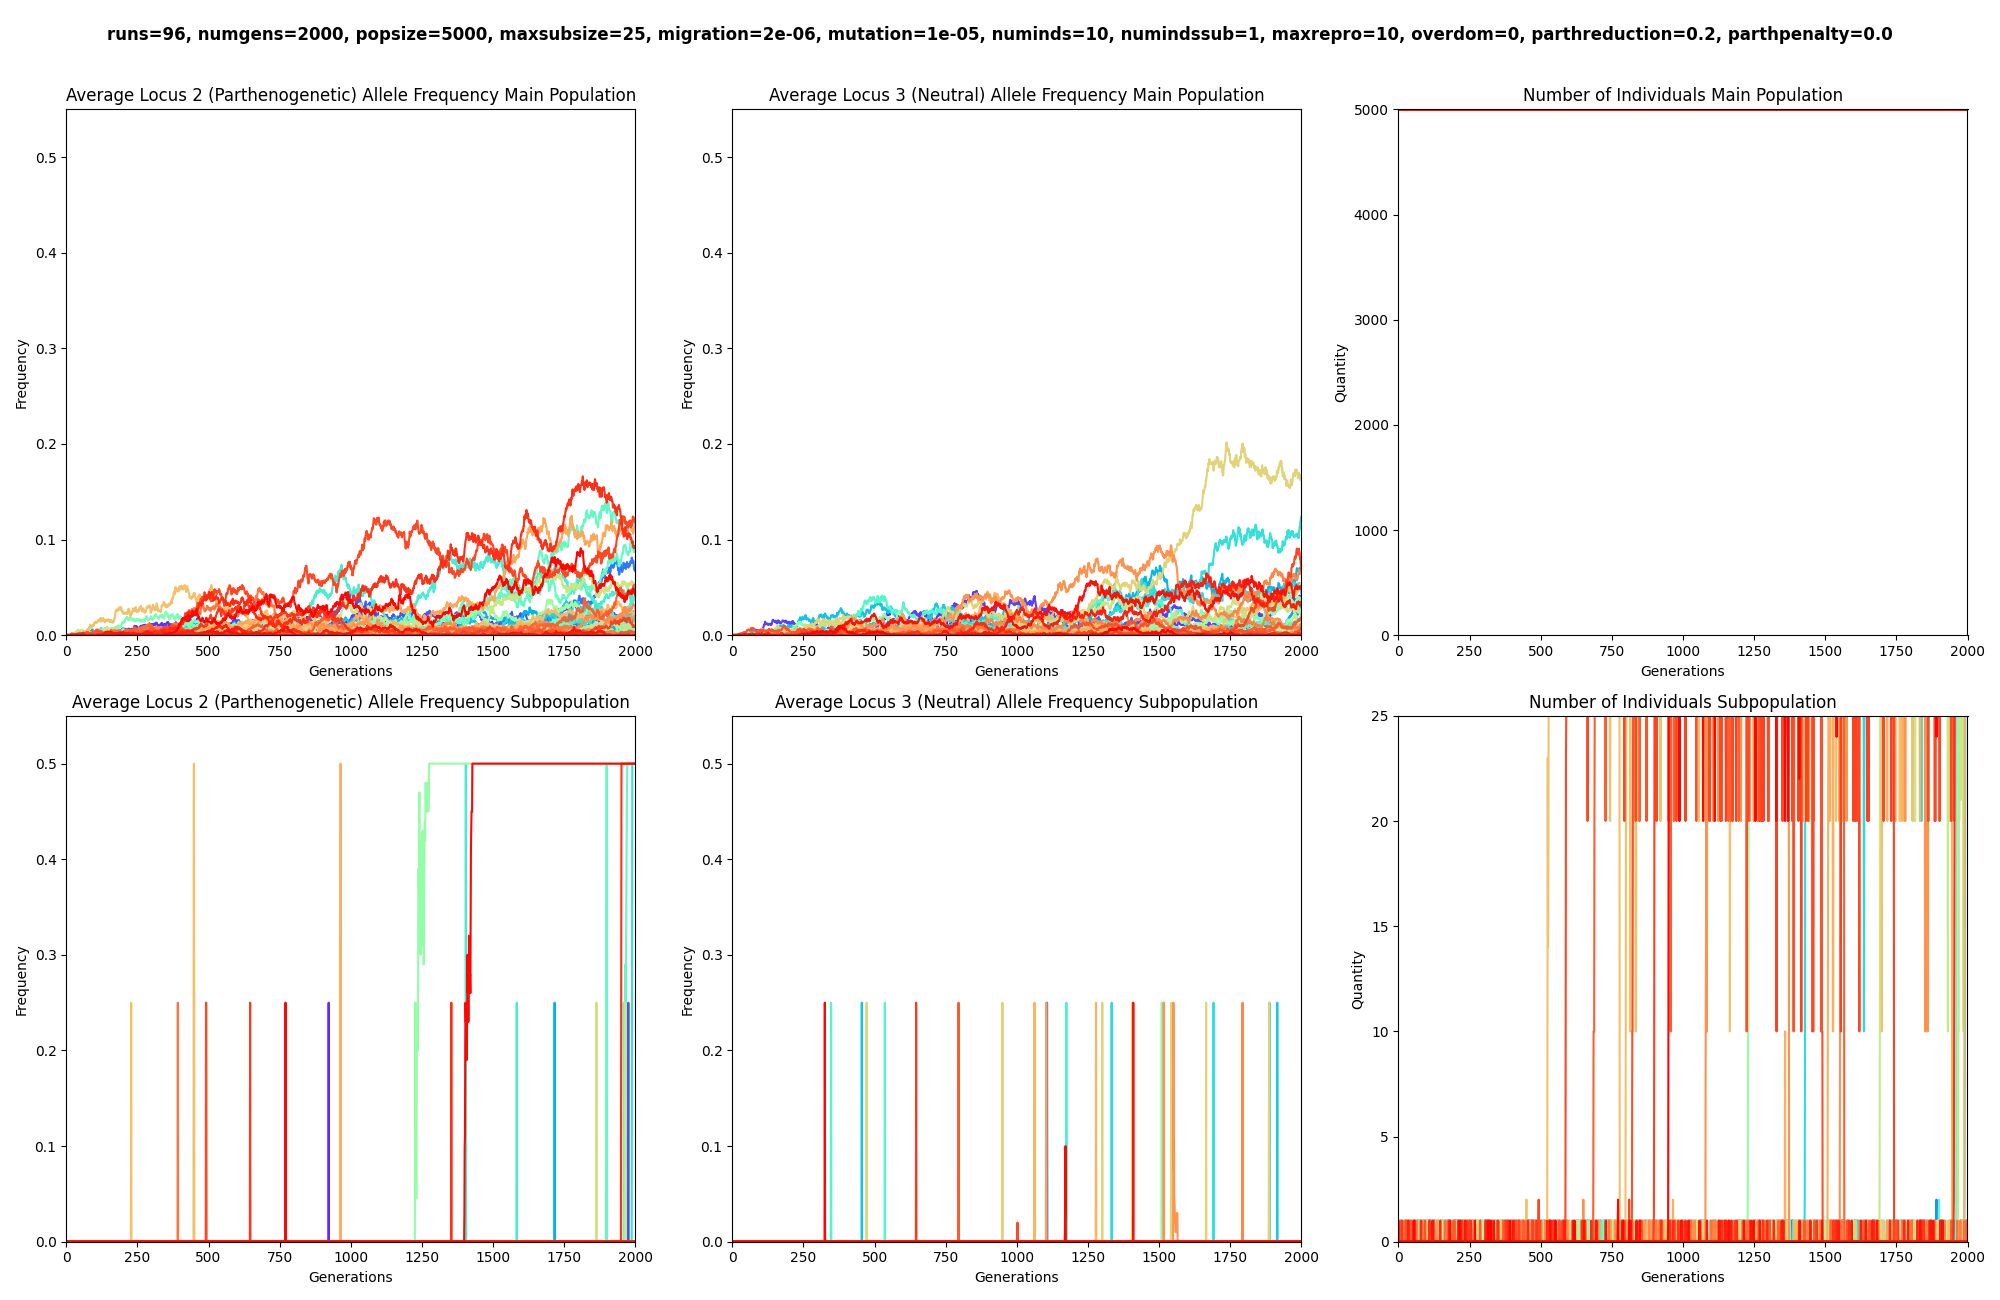 runs=96, numgens=2000, popsize=5000, maxsubsize=25, migration=2e-06, mutation=1e-05, numinds=10, numindssub=1, maxrepro=10, overdom=0, parthreduction=0.2, parthpenalty=0.0
Average Locus 2 (Parthenogenetic) Allele Frequency Main Population
Frequency
0.5
0.4
0.3
0.2
0.1
0.0
0 250 500 750 1000 1250 1500 1750 2000
Generations
Average Locus 3 (Neutral) Allele Frequency Main Population
Frequency
0.5
0.4
0.3
0.2
0.1
0.0
0 250 500 750 1000 1250 1500 1750 2000
Generations
Number of Individuals Main Population
Quantity
5000
4000
3000
2000
1000
0
0 250 500 750 1000 1250 1500 1750 2000
Generations
Average Locus 2 (Parthenogenetic) Allele Frequency Subpopulation
Frequency
0.5
0.4
0.3
0.2
0.1
0.0
0 250 500 750 1000 1250 1500 1750 2000
Generations
Average Locus 3 (Neutral) Allele Frequency Subpopulation
Frequency
0.5
0.4
0.3
0.2
0.1
0.0
0 250 500 750 1000 1250 1500 1750 2000
Generations
Number of Individuals Subpopulation
Quantity
25
20
15
10
5
0
0 250 500 750 1000 1250 1500 1750 2000
Generations